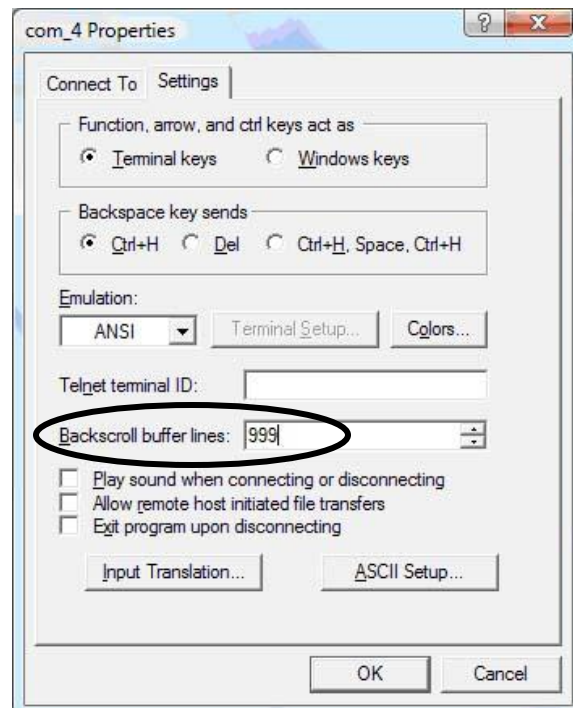 com_4 Properties
Connect To Settings
Function, arrow, and ctrl keys act as
Terminal keys Windows keys
Backspace key sends
Ctrl+H Del Ctrl+H, Space, Ctrl+H
Emulation:
ANSI Terminal Setup... Colors...
Telnet terminal ID:
Backscroll buffer lines: 999
Play sound when connecting or disconnecting
Allow remote host initiated file transfers
Exit program upon disconnecting
Input Translation... ASCII Setup...
OK Cancel